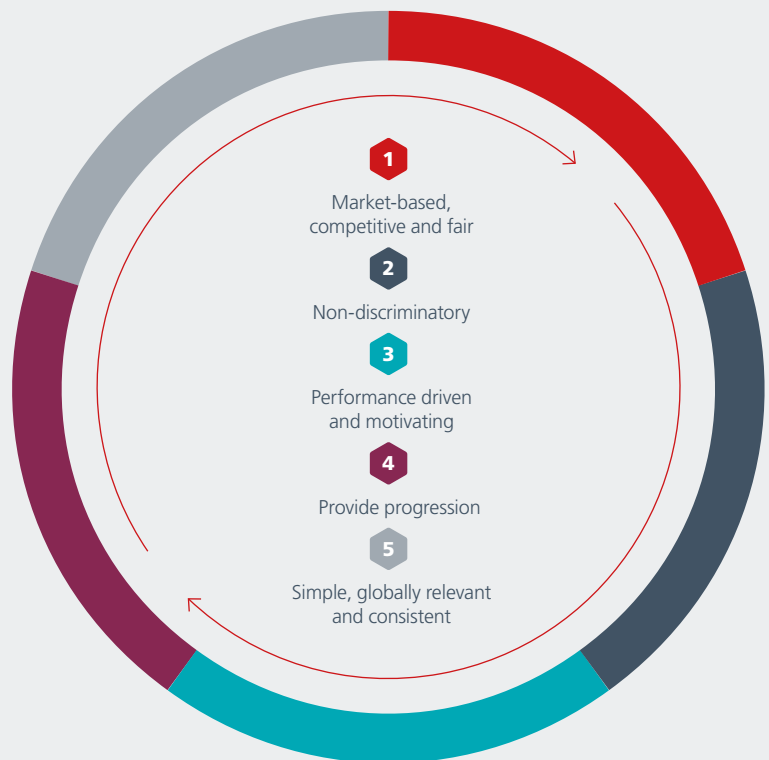 1
Market-based,
competitive and fair
2
Non-discriminatory
3
Performance driven
and motivating
4
Provide progression
5
Simple, globally relevant
and consistent